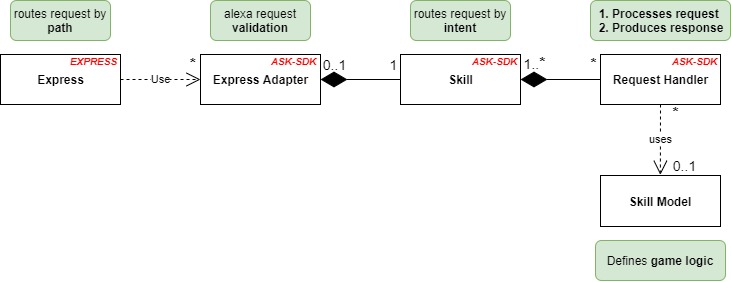 routes request by
path
alexa request
validation
routes request by
intent
1. Processes request
2. Produces response
EXPRESS
Express
Use
*
ASK-SDK
Express Adapter
0..1
1
ASK-SDK
Skill
1..*
*
ASK-SDK
Request Handler
*
uses
0..1
Skill Model
Defines game logic